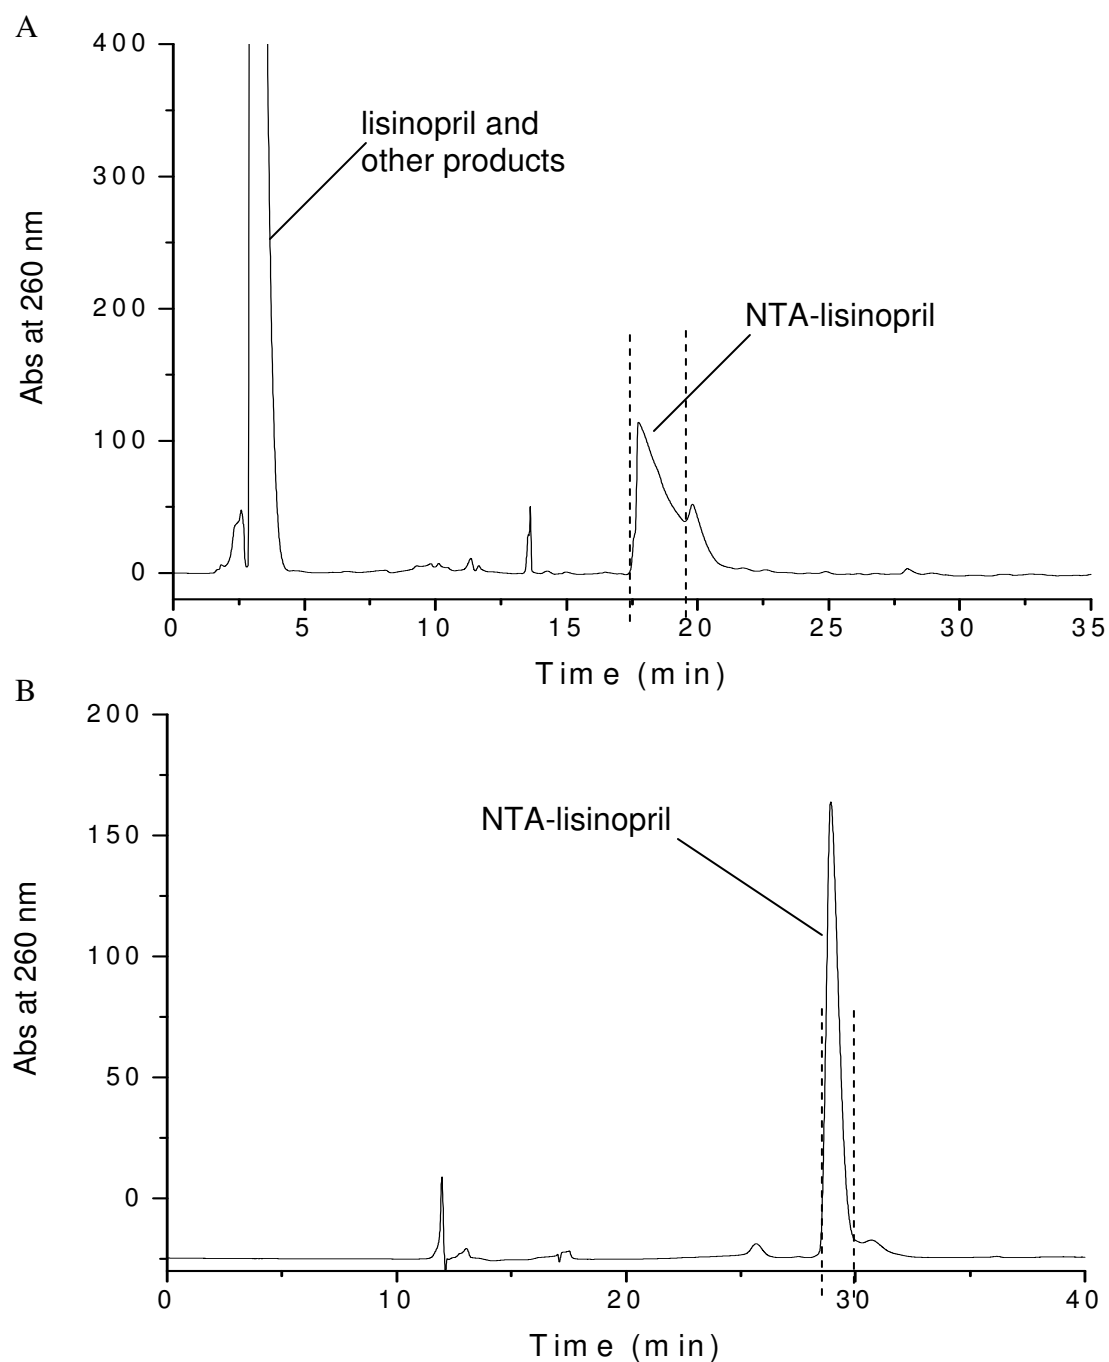 A
400
300
200
100
0
Abs at 260 nm
lisinopril and
other products
NTA-lisinopril
0 5 10 15 20 25 30 35
Time (min)
B
200
150
100
50
0
Abs at 260 nm
NTA-lisinopril
0 10 20 30 40
Time (min)